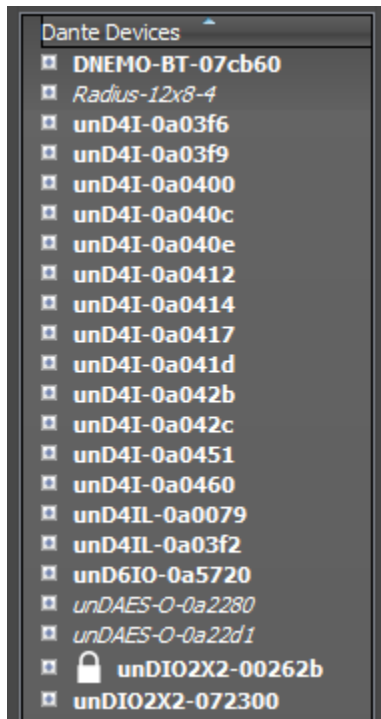 Dante Devices
DNEMO-BT-07cb60
Radius-12x8-4
unD4I-0a03f6
unD4I-0a03f9
unD4I-0a0400
unD4I-0a040c
unD4I-0a040e
unD4I-0a0412
unD4I-0a0414
unD4I-0a0417
unD4I-0a041d
unD4I-0a042b
unD4I-0a042c
unD4I-0a0451
unD4I-0a0460
unD4IL-0a0079
unD4IL-0a03f2
unD6IO-0a5720
unDAES-O-0a2280
unDAES-O-0a22d1
unDIO2X2-00262b
unDIO2X2-072300